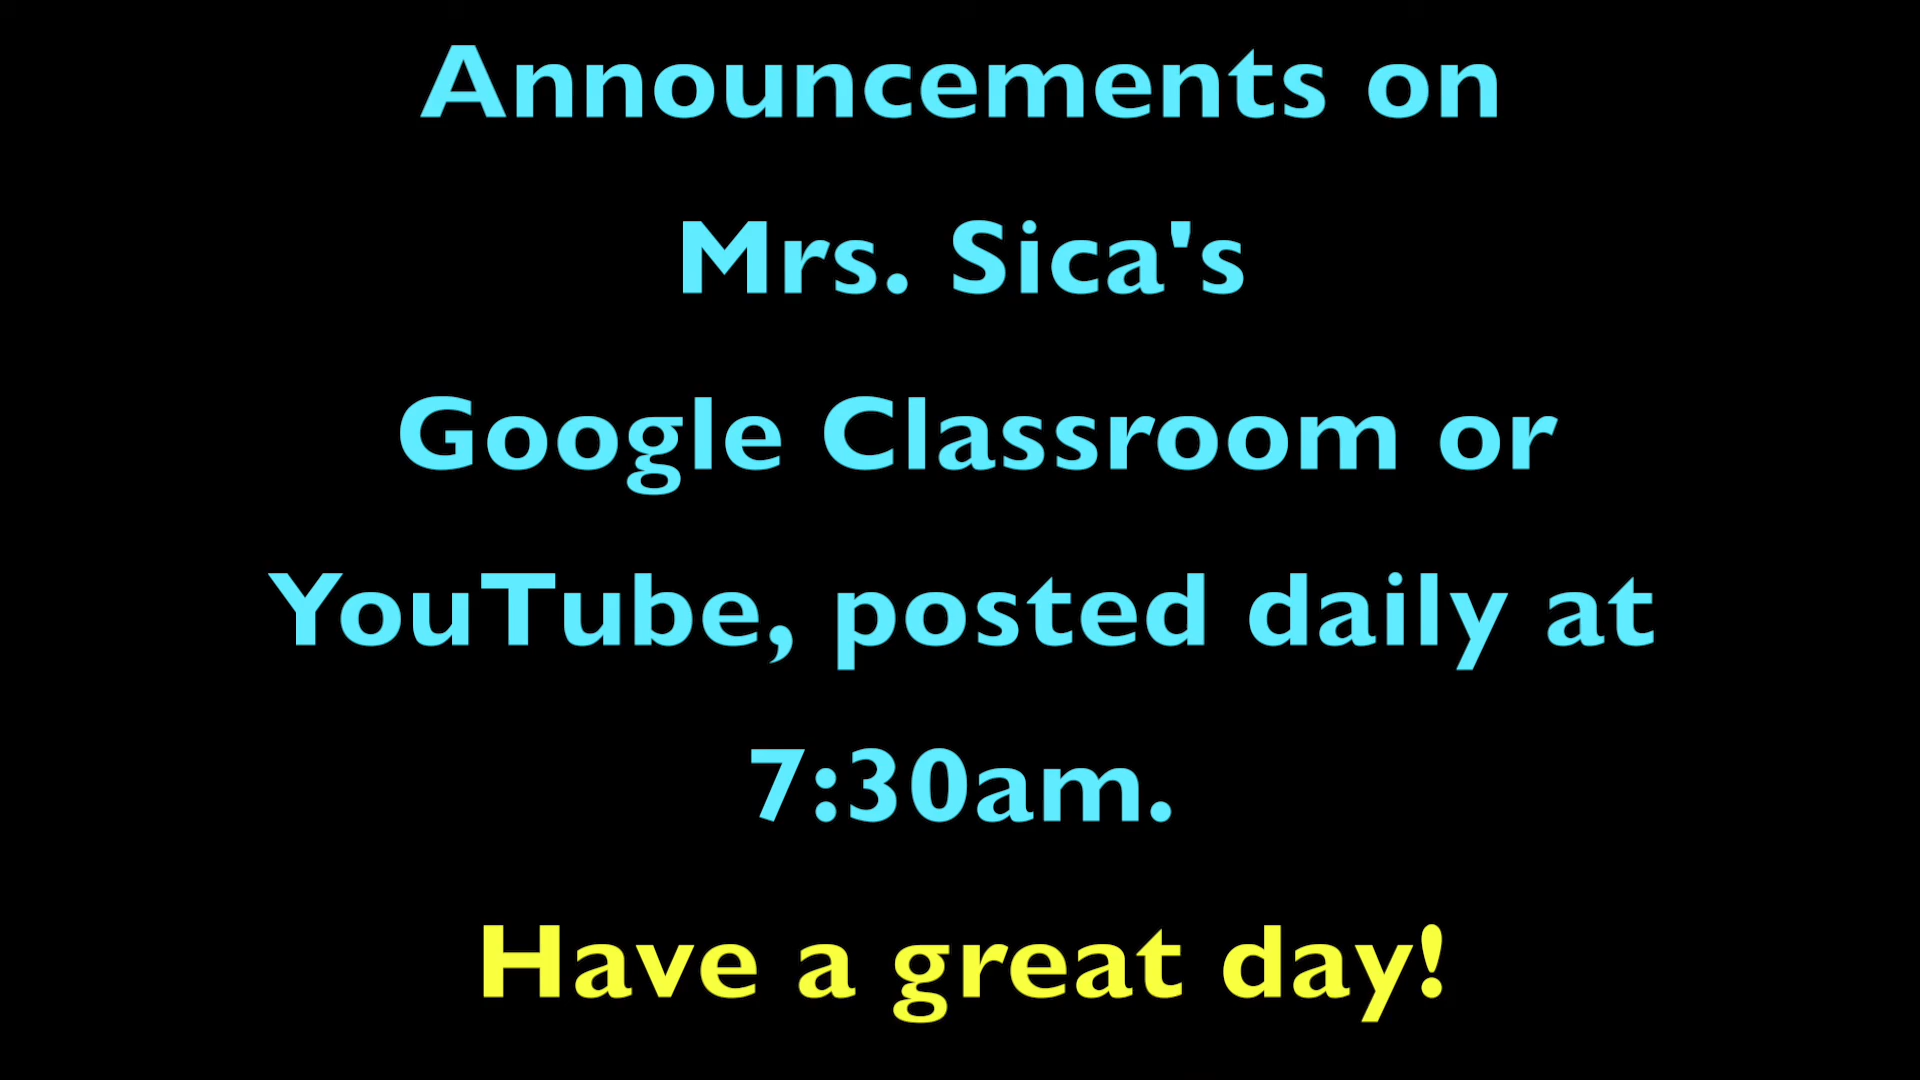 Announcements on
Mrs. Sica's
Google Classroom or
YouTube, posted daily at
7:30am.
Have a great day!